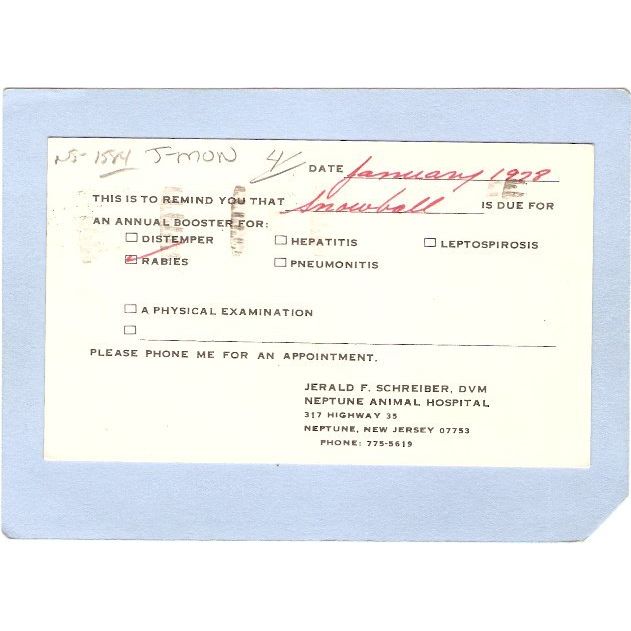 NS-1584 J-MON 4/
DATE January 1978
THIS IS TO REMIND YOU THAT Snowball IS DUE FOR
AN ANNUAL BOOSTER FOR:
DISTEMPER HEPATITIS LEPTOSPIROSIS
RABIES PNEUMONITIS
A PHYSICAL EXAMINATION
PLEASE PHONE ME FOR AN APPOINTMENT.
JERALD F. SCHREIBER, DVM
NEPTUNE ANIMAL HOSPITAL
317 HIGHWAY 35
NEPTUNE, NEW JERSEY 07753
PHONE: 775-5619